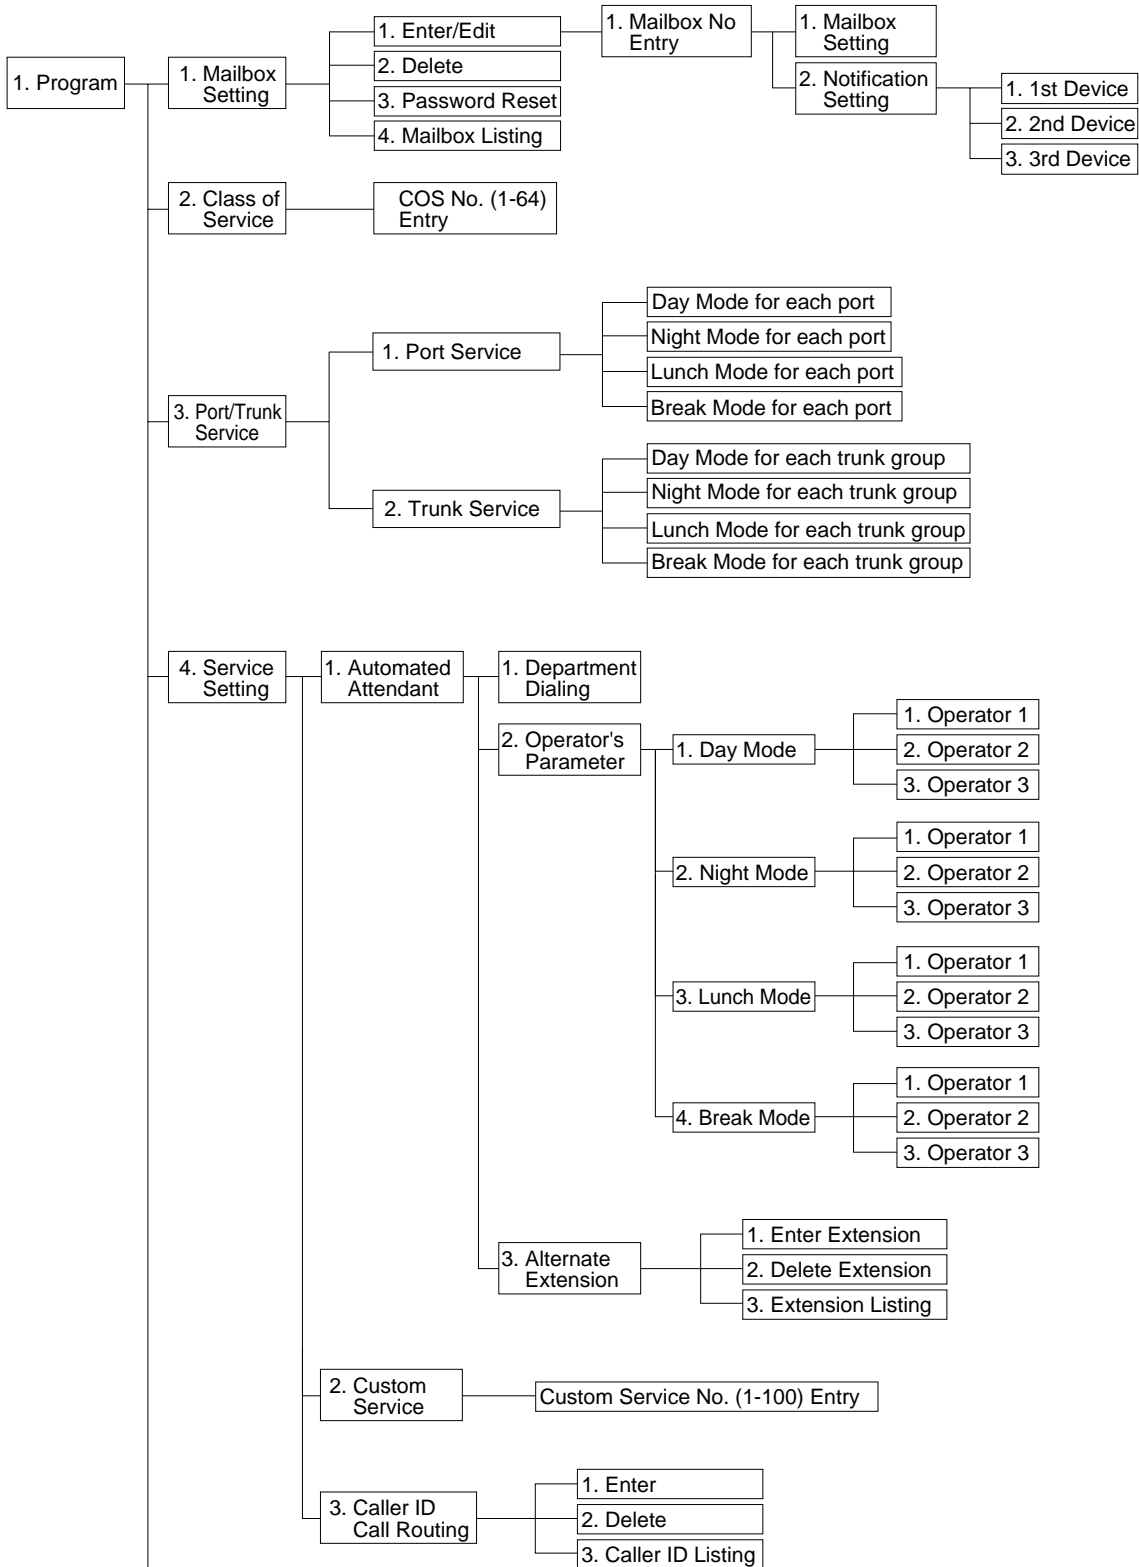 1. Program
1. Mailbox
Setting
1. Enter/Edit
2. Delete
3. Password Reset
4. Mailbox Listing
1. Mailbox No
Entry
1. Mailbox
Setting
2. Notification
Setting
1. 1st Device
2. 2nd Device
3. 3rd Device
2. Class of
Service
COS No. (1-64)
Entry
3. Port/Trunk
Service
1. Port Service
Day Mode for each port
Night Mode for each port
Lunch Mode for each port
Break Mode for each port
2. Trunk Service
Day Mode for each trunk group
Night Mode for each trunk group
Lunch Mode for each trunk group
Break Mode for each trunk group
4. Service
Setting
1. Automated
Attendant
1. Department
Dialing
2. Operator's
Parameter
1. Day Mode
1. Operator 1
2. Operator 2
3. Operator 3
2. Night Mode
1. Operator 1
2. Operator 2
3. Operator 3
3. Lunch Mode
1. Operator 1
2. Operator 2
3. Operator 3
4. Break Mode
1. Operator 1
2. Operator 2
3. Operator 3
3. Alternate
Extension
1. Enter Extension
2. Delete Extension
3. Extension Listing
2. Custom
Service
Custom Service No. (1-100) Entry
3. Caller ID
Call Routing
1. Enter
2. Delete
3. Caller ID Listing